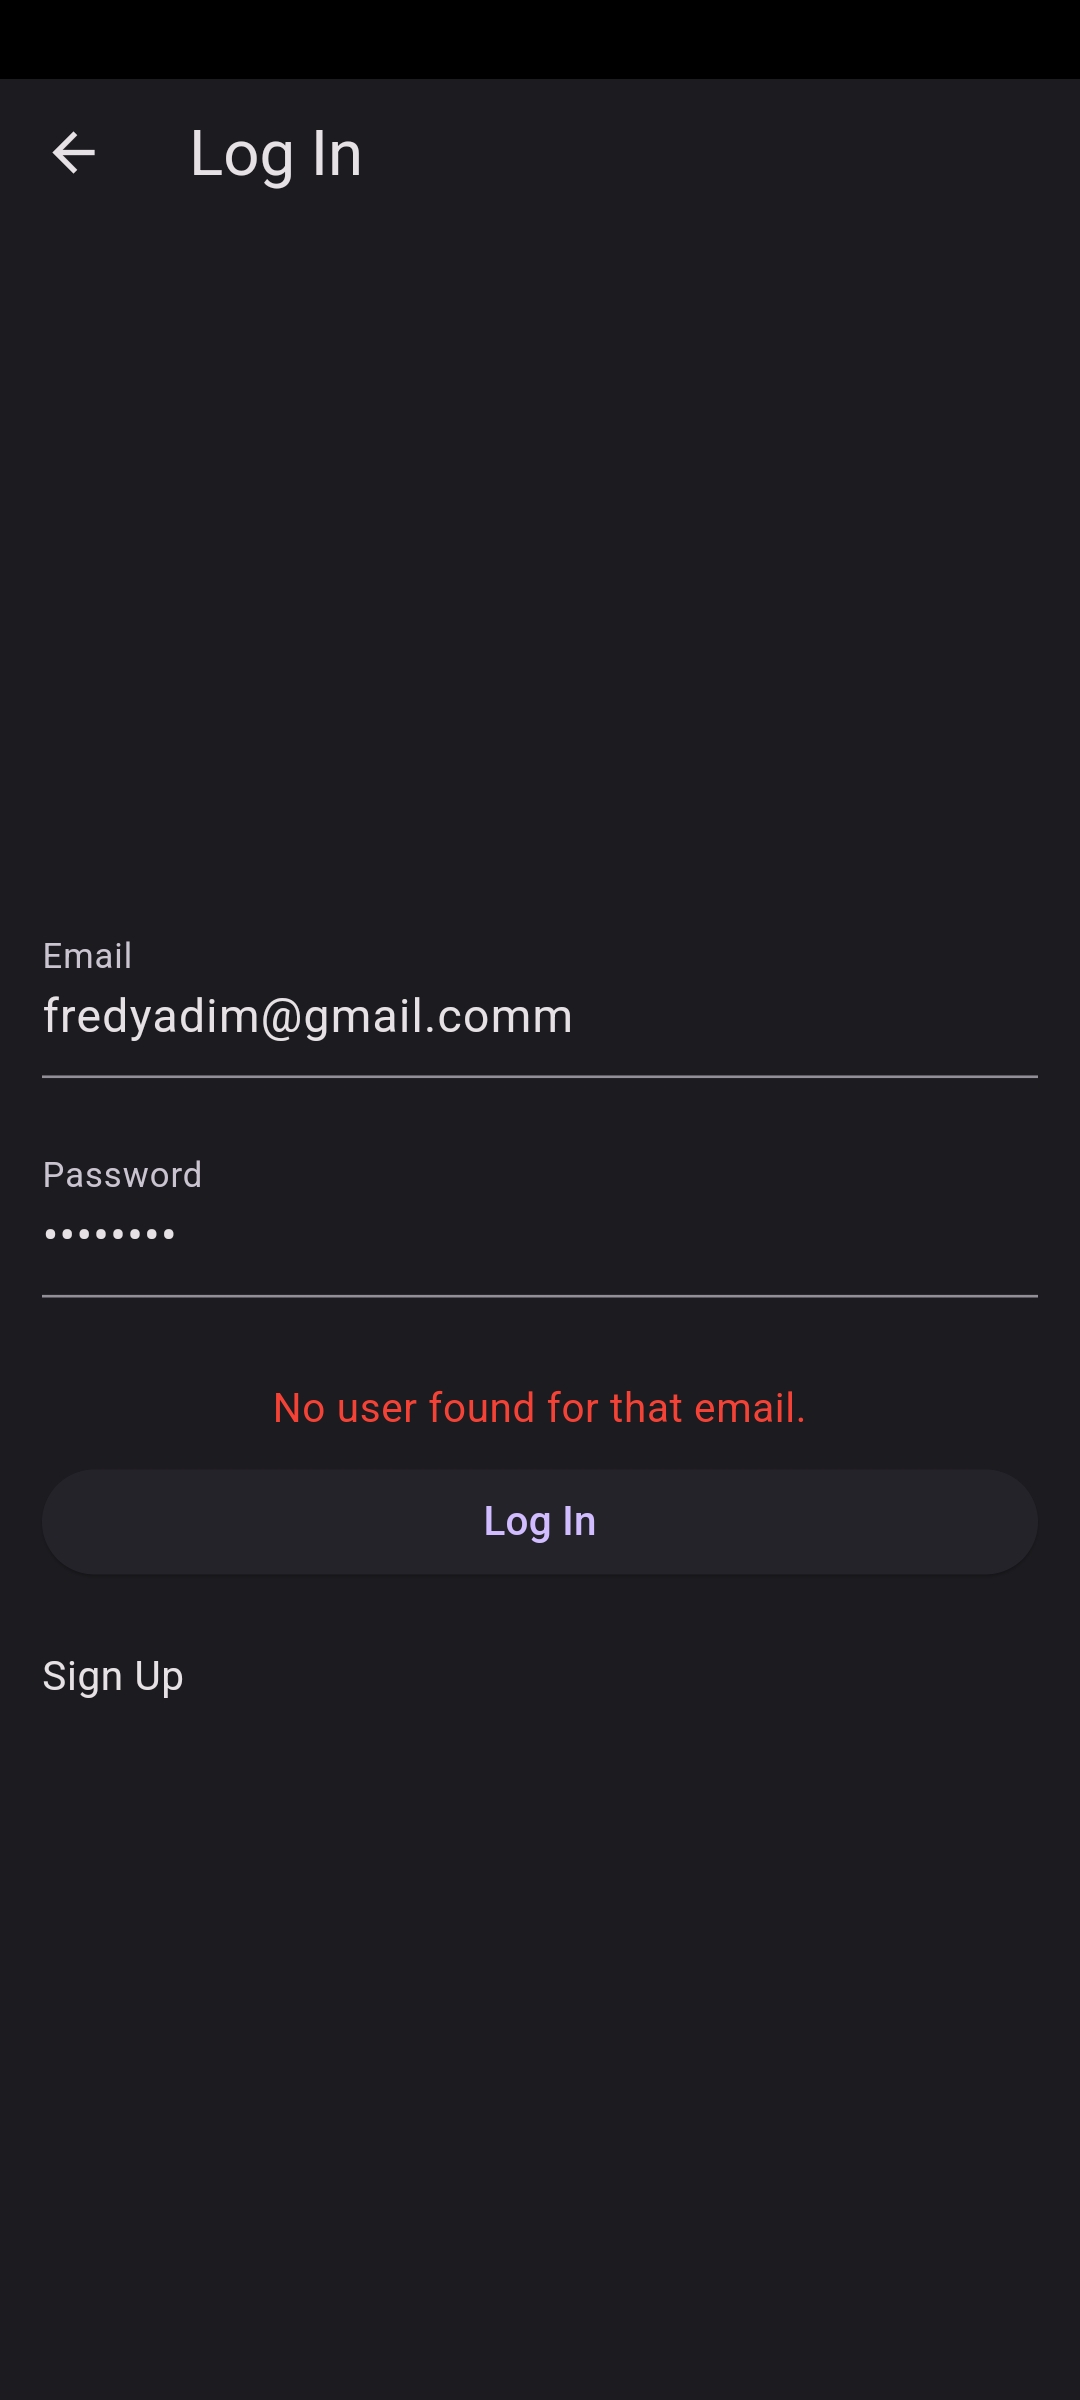 Log In
Email
fredyadim@gmail.comm
Password
••••••••
No user found for that email.
Log In
Sign Up